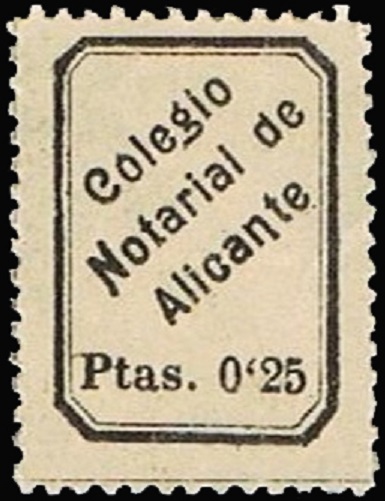 Colegio
Notarial de
Alicante
Ptas. 0‘25